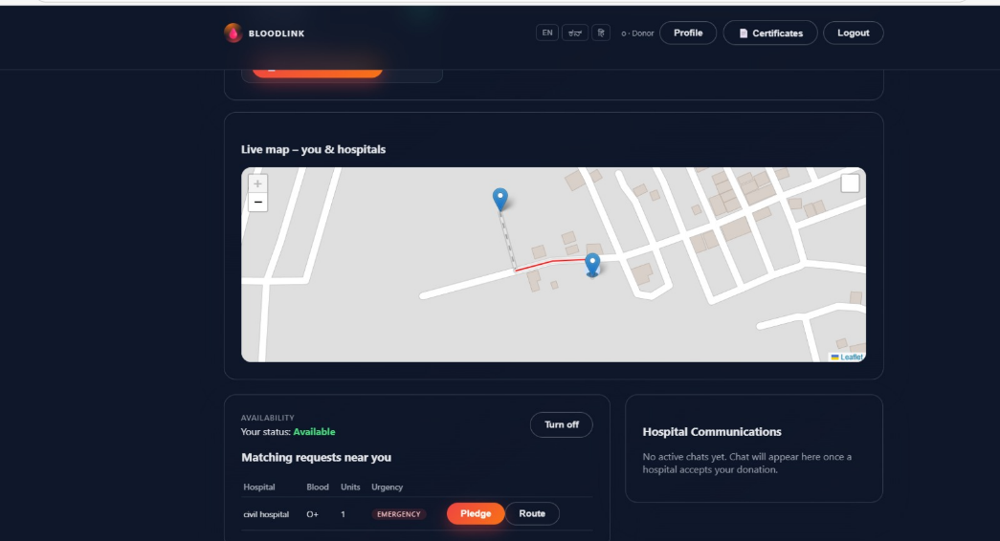 BLOODLINK
EN
हि
o · Donor
Profile
Certificates
Logout
Live map – you & hospitals
+
−
Leaflet
AVAILABILITY
Your status: Available
Turn off
Matching requests near you
Hospital Blood Units Urgency
civil hospital O+ 1 EMERGENCY Pledge Route
Hospital Communications
No active chats yet. Chat will appear here once a
hospital accepts your donation.